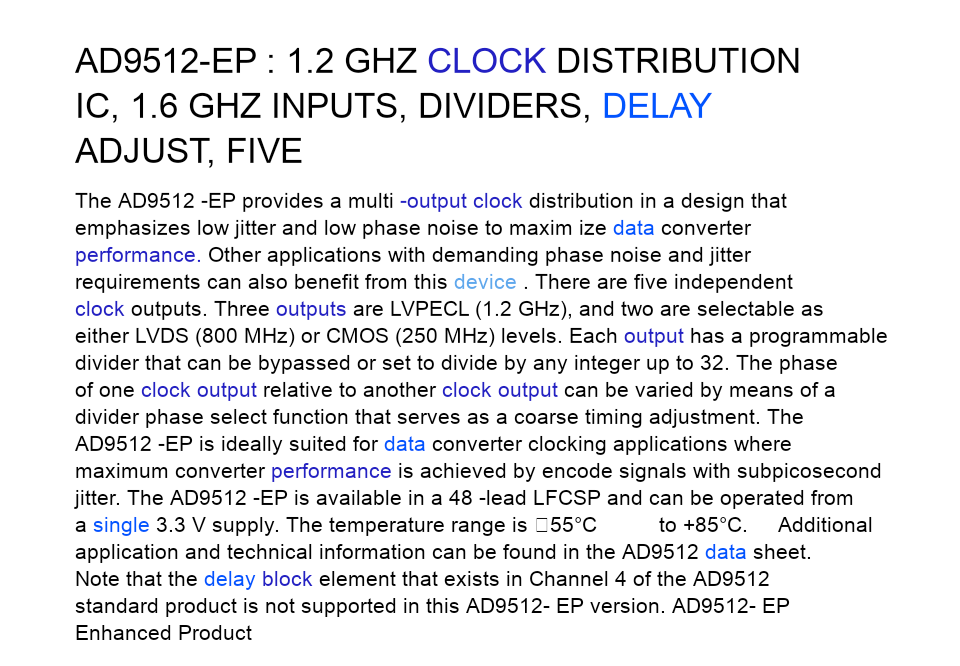 AD9512-EP : 1.2 GHZ CLOCK DISTRIBUTION
IC, 1.6 GHZ INPUTS, DIVIDERS, DELAY
ADJUST, FIVE
The AD9512 -EP provides a multi -output clock distribution in a design that
emphasizes low jitter and low phase noise to maxim ize data converter
performance. Other applications with demanding phase noise and jitter
requirements can also benefit from this device . There are five independent
clock outputs. Three outputs are LVPECL (1.2 GHz), and two are selectable as
either LVDS (800 MHz) or CMOS (250 MHz) levels. Each output has a programmable
divider that can be bypassed or set to divide by any integer up to 32. The phase
of one clock output relative to another clock output can be varied by means of a
divider phase select function that serves as a coarse timing adjustment. The
AD9512 -EP is ideally suited for data converter clocking applications where
maximum converter performance is achieved by encode signals with subpicosecond
jitter. The AD9512 -EP is available in a 48 -lead LFCSP and can be operated from
a single 3.3 V supply. The temperature range is 55°C to +85°C. Additional
application and technical information can be found in the AD9512 data sheet.
Note that the delay block element that exists in Channel 4 of the AD9512
standard product is not supported in this AD9512- EP version. AD9512- EP
Enhanced Product